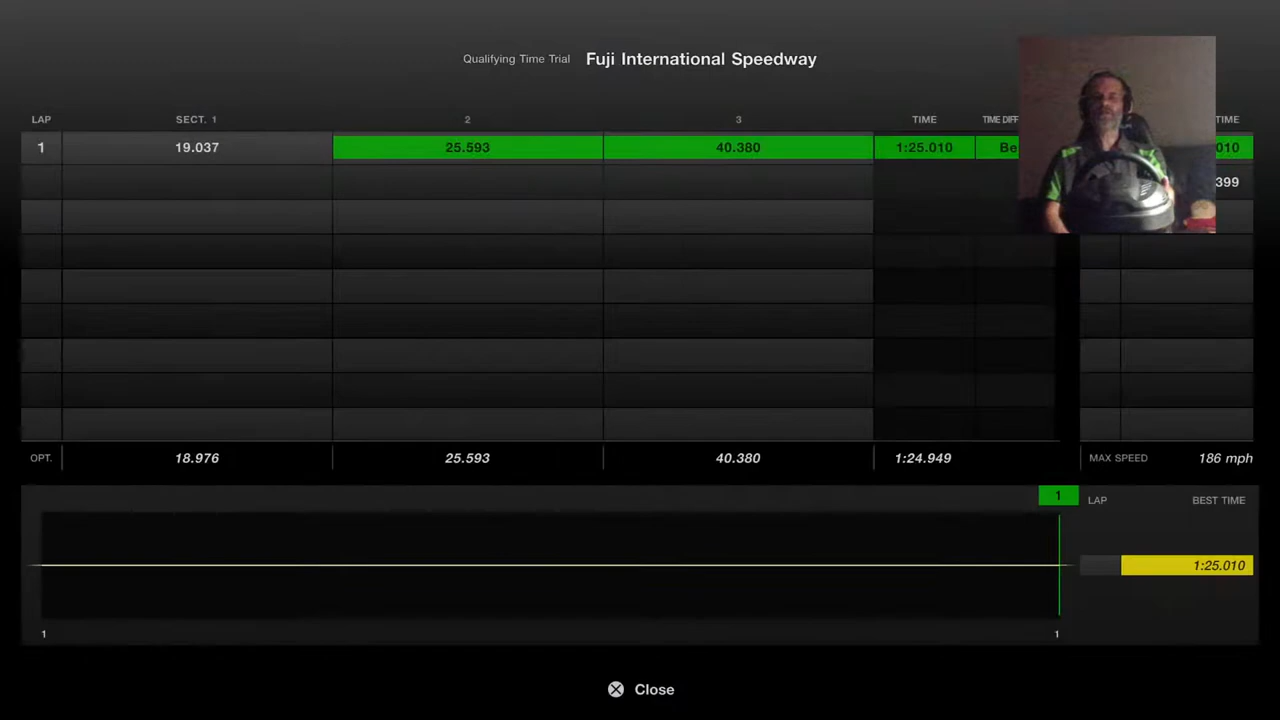 Qualifying Time Trial Fuji International Speedway
LAP SECT. 1 2 3 TIME TIME DIFF TIME
1 19.037 25.593 40.380 1:25.010 Be 010
399
OPT. 18.976 25.593 40.380 1:24.949 MAX SPEED 186 mph
1 LAP BEST TIME
1:25.010
1 1
Close